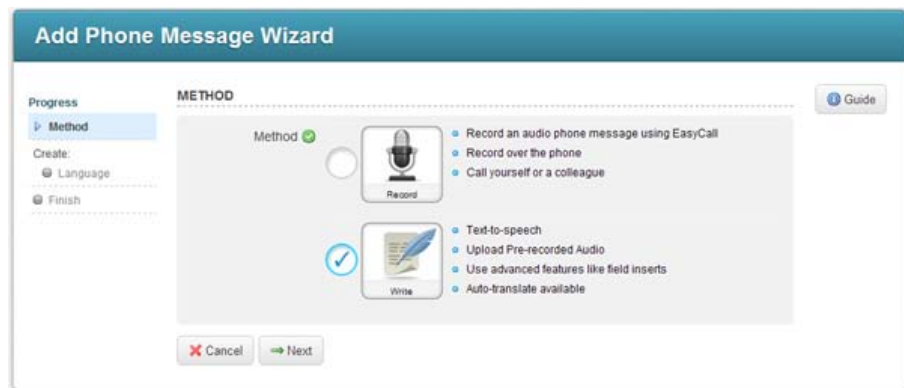 Add Phone Message Wizard
Progress
Method
Create:
Language
Finish
METHOD
Method
Record
Record an audio phone message using EasyCall
Record over the phone
Call yourself or a colleague
Write
Text-to-speech
Upload Pre-recorded Audio
Use advanced features like field inserts
Auto-translate available
Cancel
Next
Guide